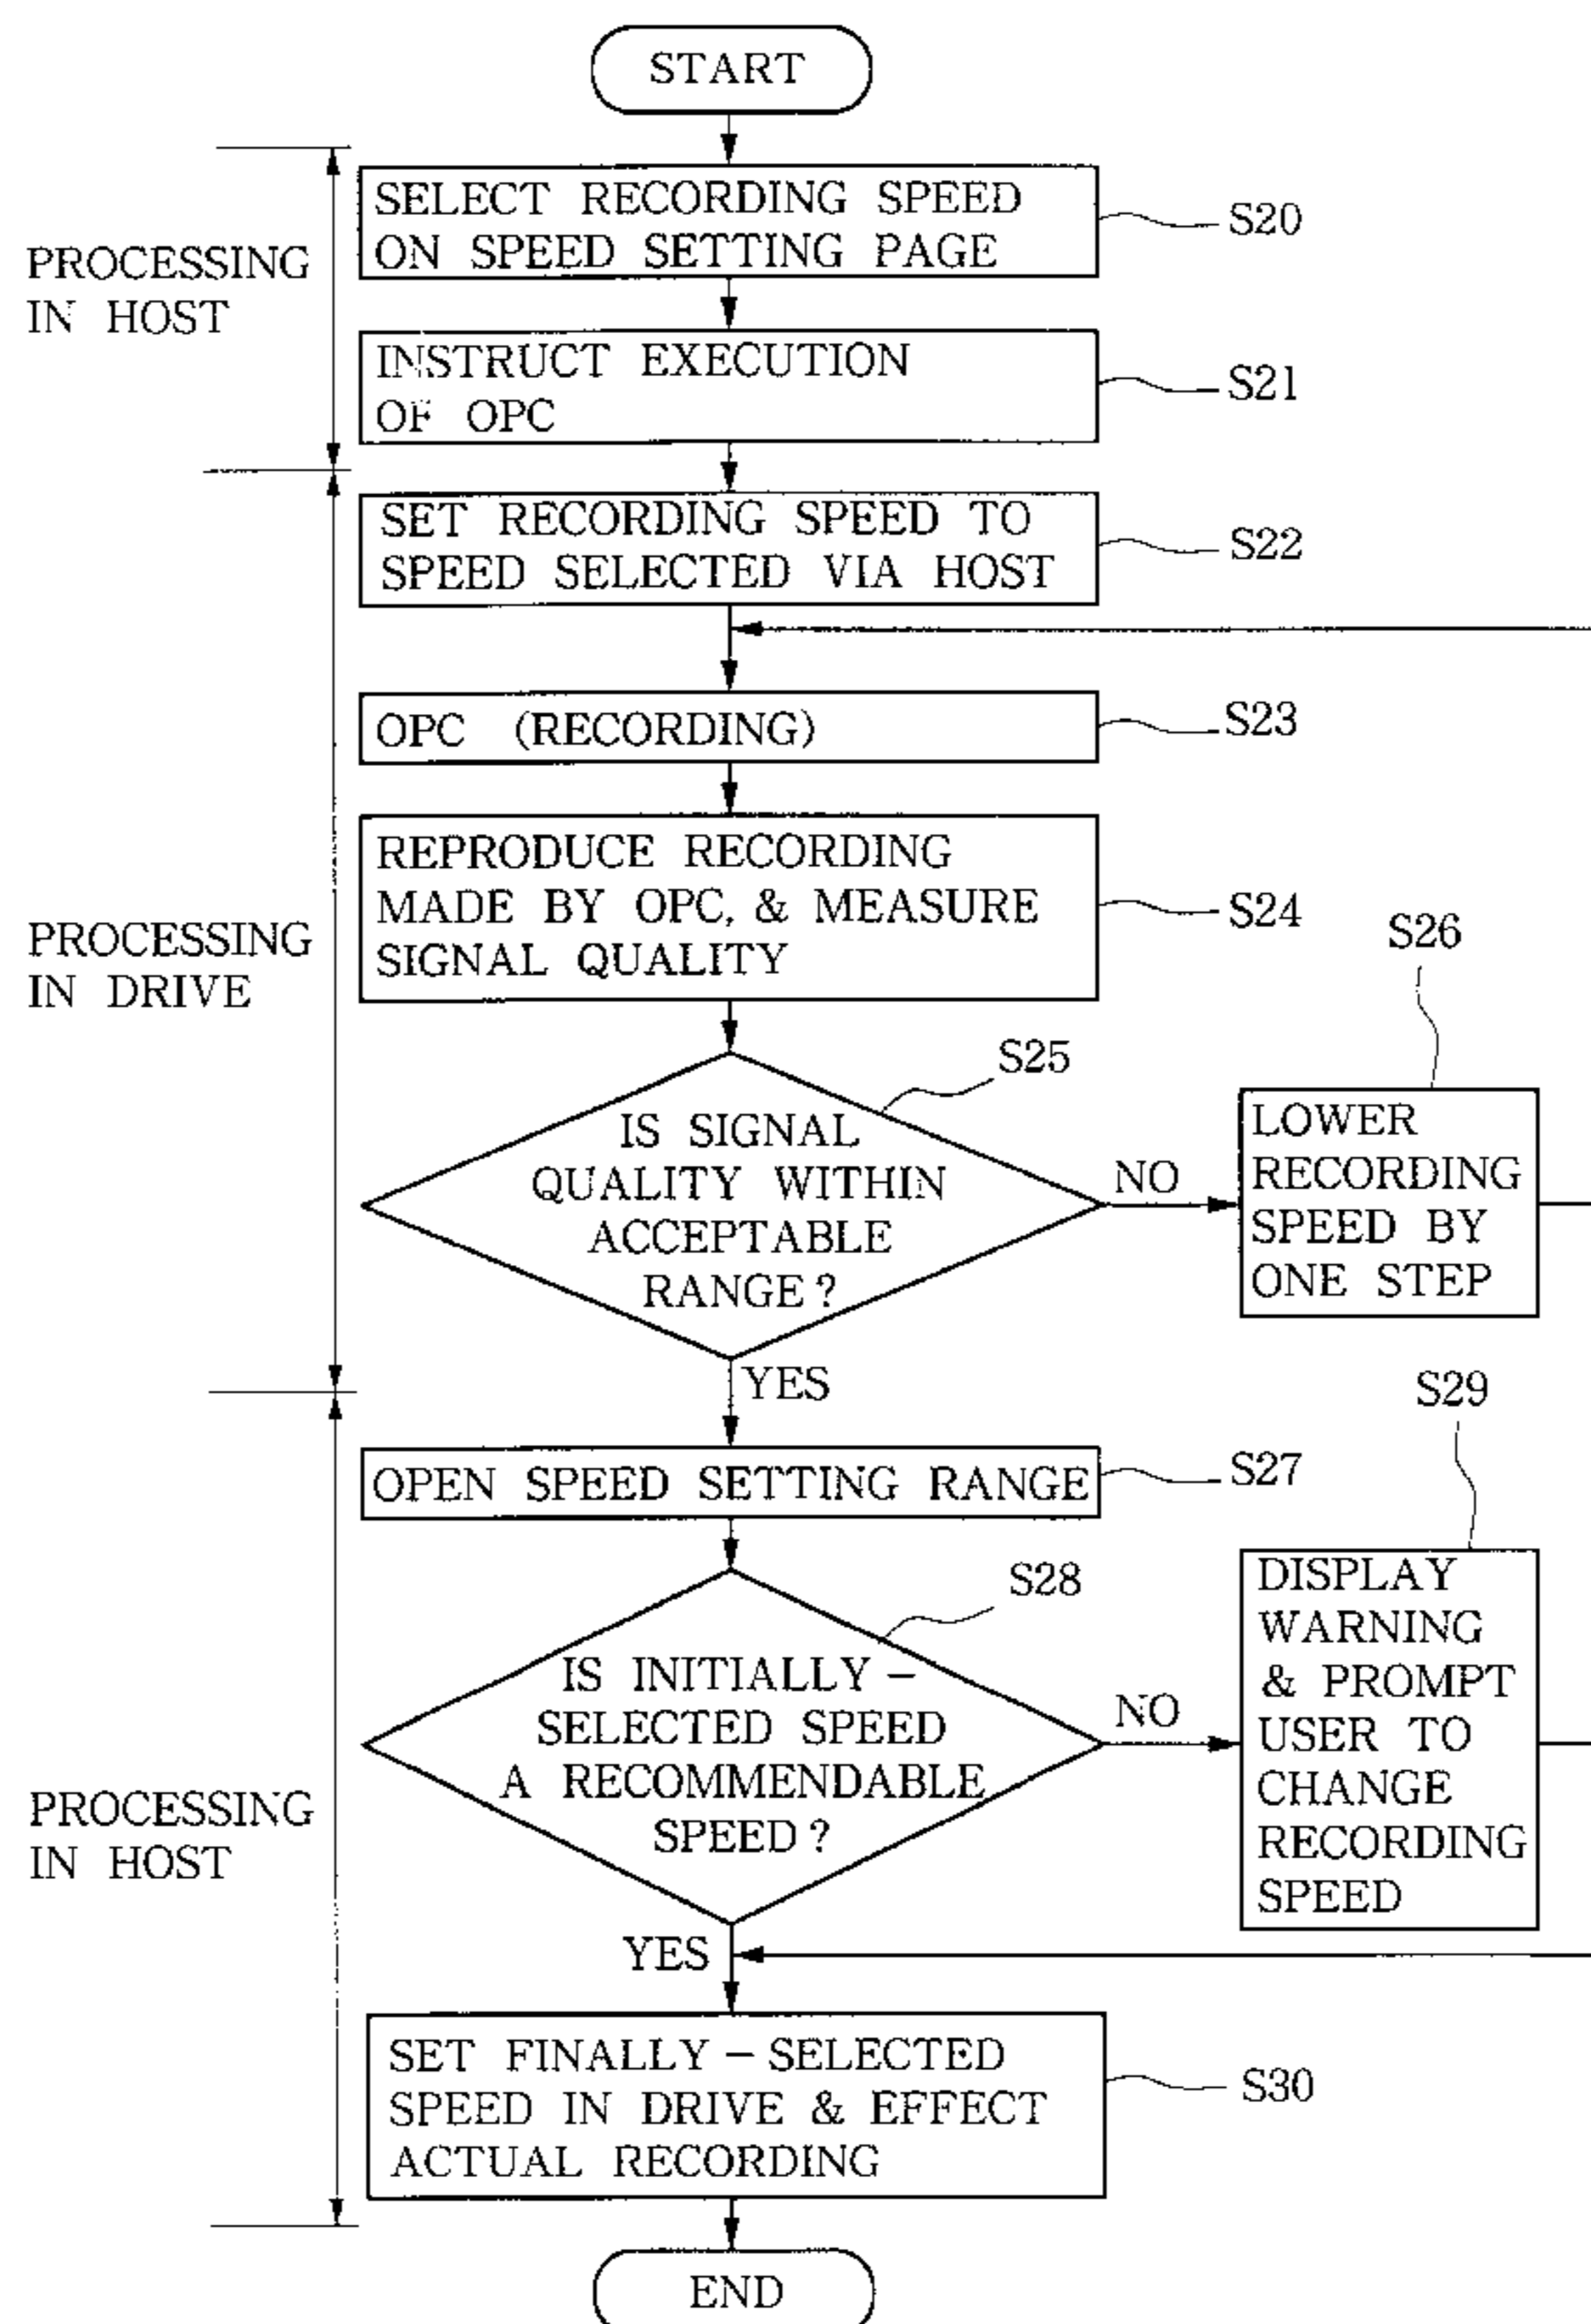 START
PROCESSING
IN HOST
SELECT RECORDING SPEED
ON SPEED SETTING PAGE
S20
INSTRUCT EXECUTION
OF OPC
S21
PROCESSING
IN DRIVE
SET RECORDING SPEED TO
SPEED SELECTED VIA HOST
S22
OPC (RECORDING)
S23
REPRODUCE RECORDING
MADE BY OPC, & MEASURE
SIGNAL QUALITY
S24
S25
IS SIGNAL
QUALITY WITHIN
ACCEPTABLE
RANGE?
NO
S26
LOWER
RECORDING
SPEED BY
ONE STEP
YES
PROCESSING
IN HOST
OPEN SPEED SETTING RANGE
S27
S28
IS INITIALLY-
SELECTED SPEED
A RECOMMENDABLE
SPEED?
NO
S29
DISPLAY
WARNING
& PROMPT
USER TO
CHANGE
RECORDING
SPEED
YES
SET FINALLY-SELECTED
SPEED IN DRIVE & EFFECT
ACTUAL RECORDING
S30
END